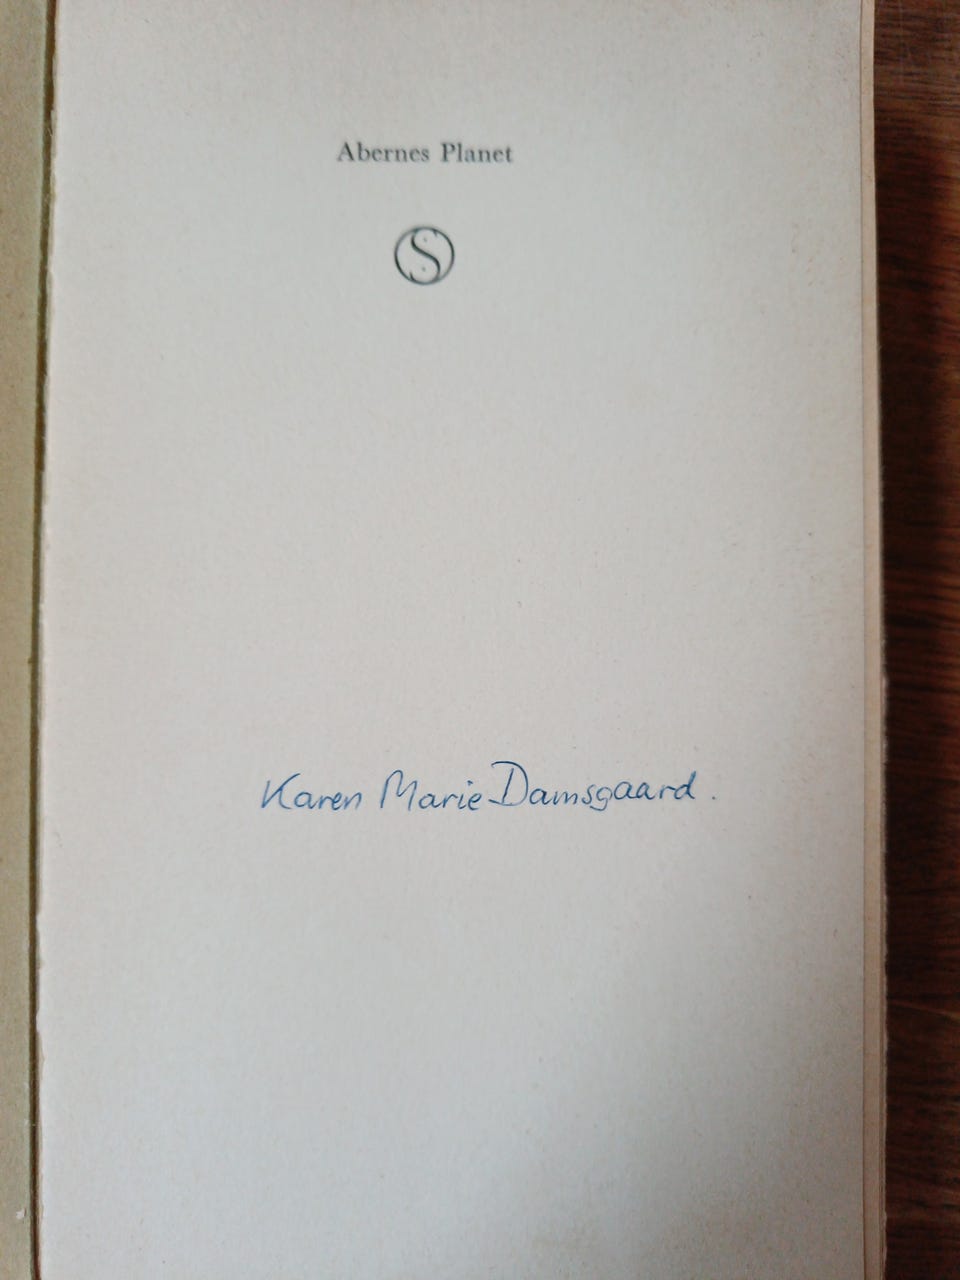 Abernes Planet
S
Karen Marie Damsgaard.